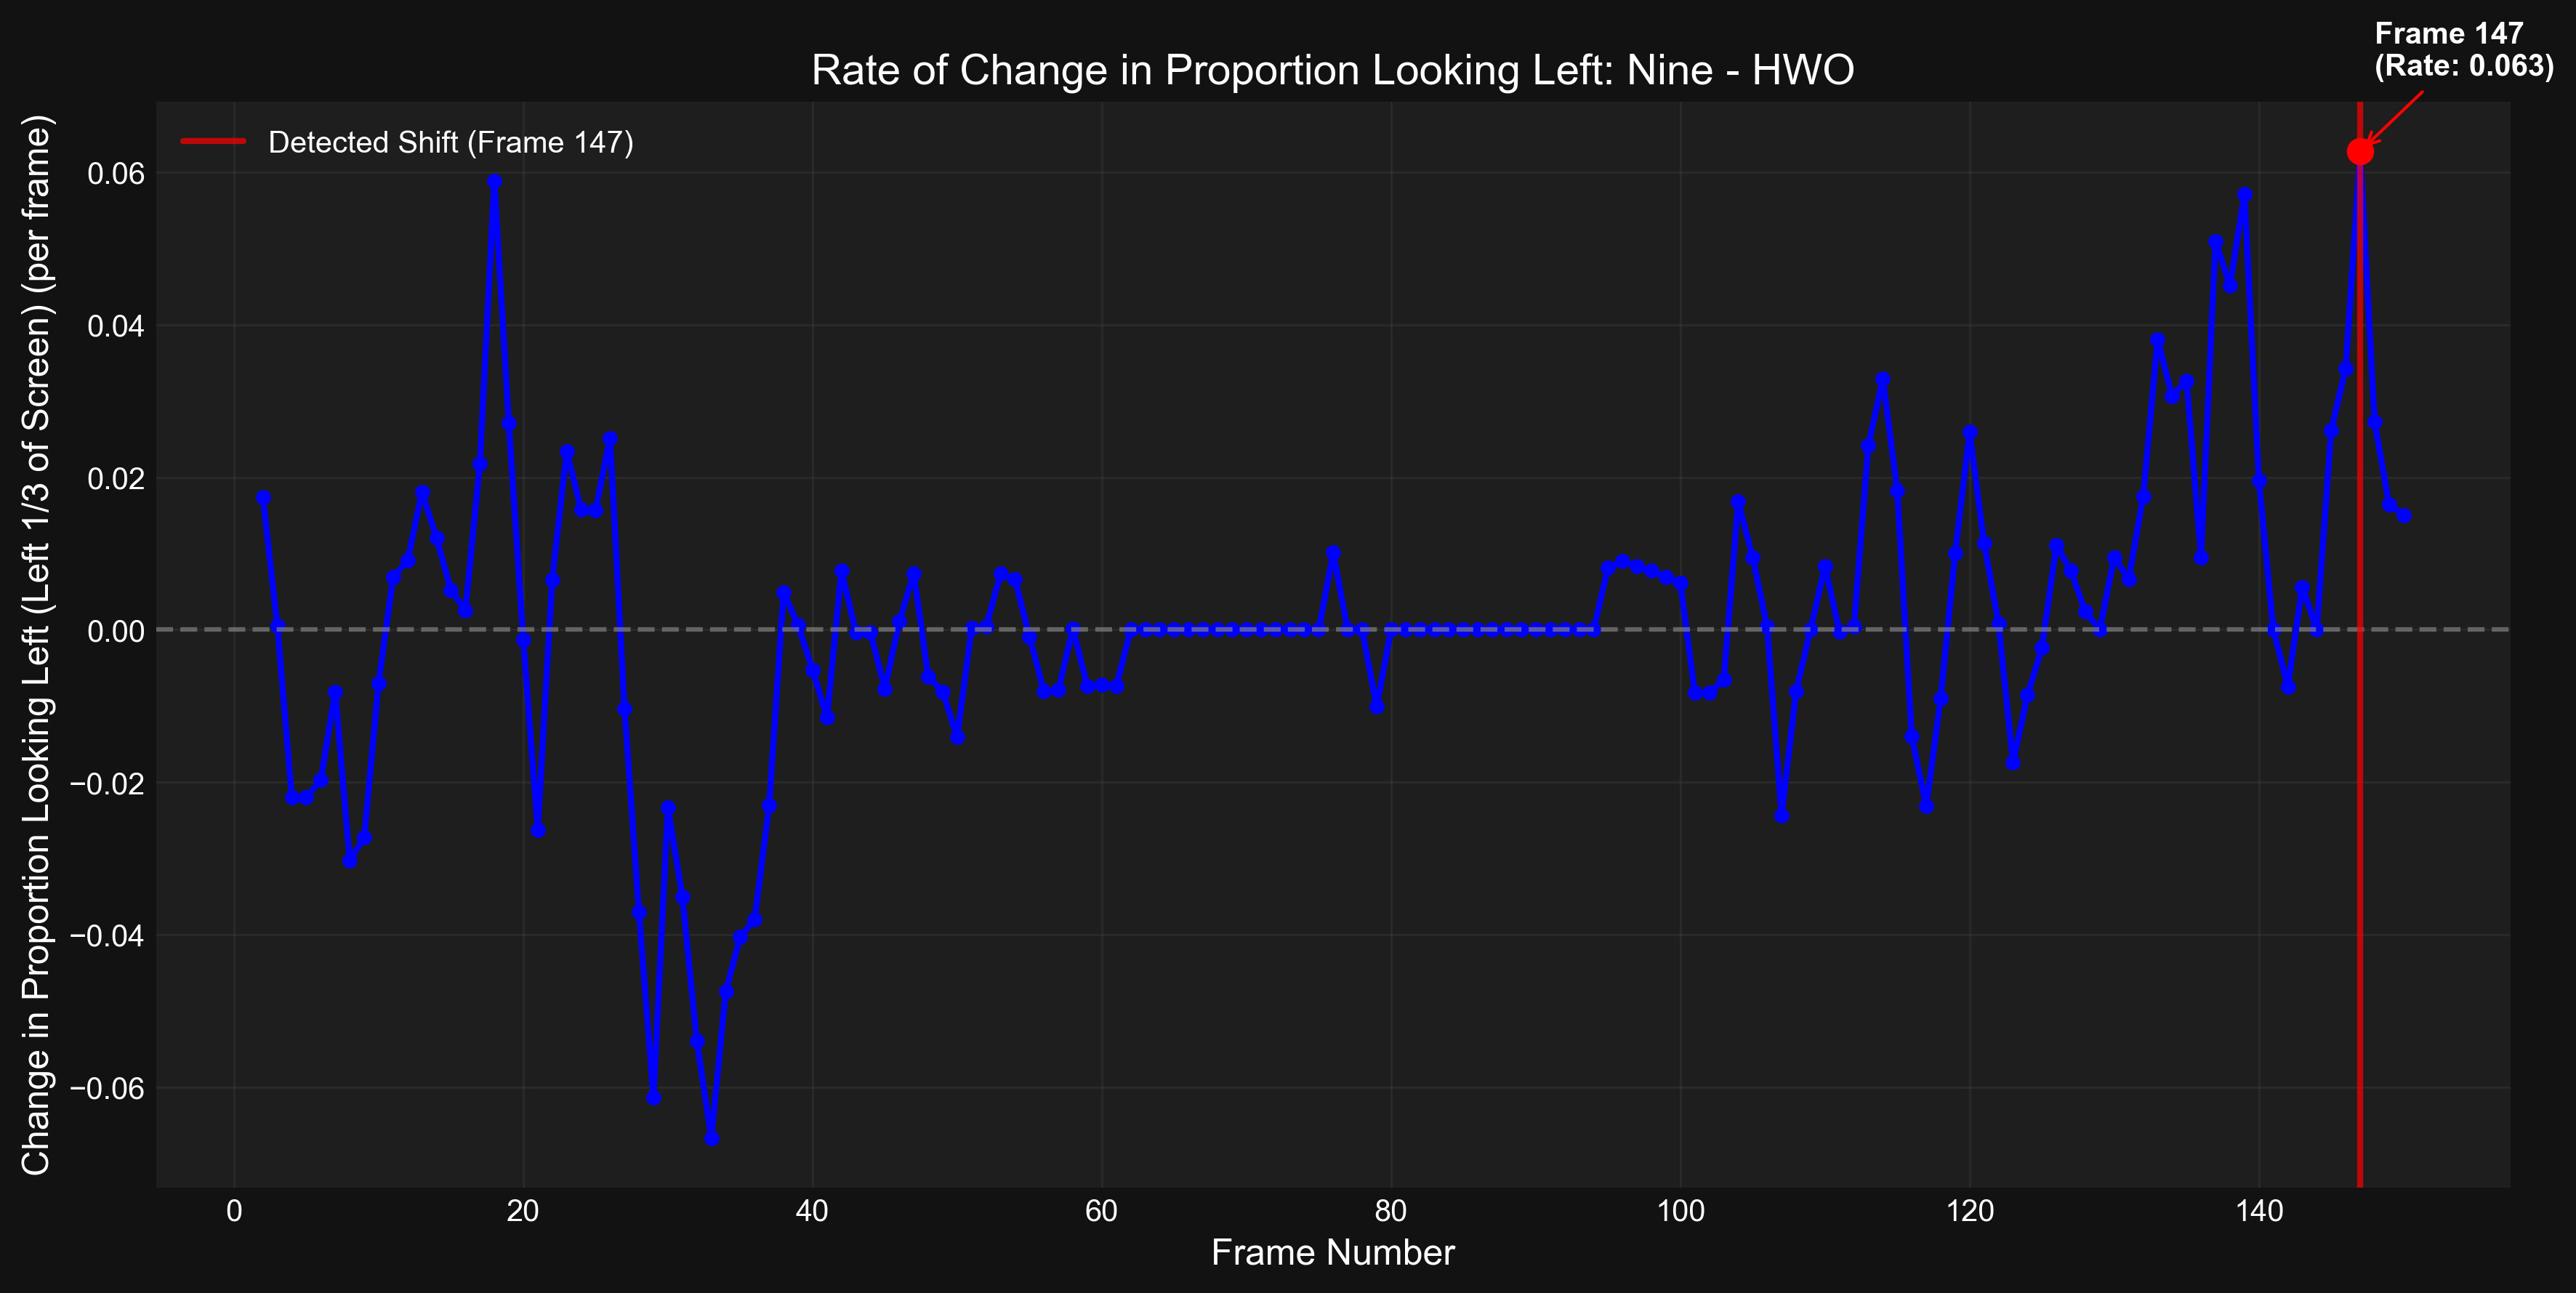 Frame 147
(Rate: 0.063)
Rate of Change in Proportion Looking Left: Nine - HWO
Detected Shift (Frame 147)
Change in Proportion Looking Left (Left 1/3 of Screen) (per frame)
0.06
0.04
0.02
0.00
−0.02
−0.04
−0.06
0 20 40 60 80 100 120 140
Frame Number